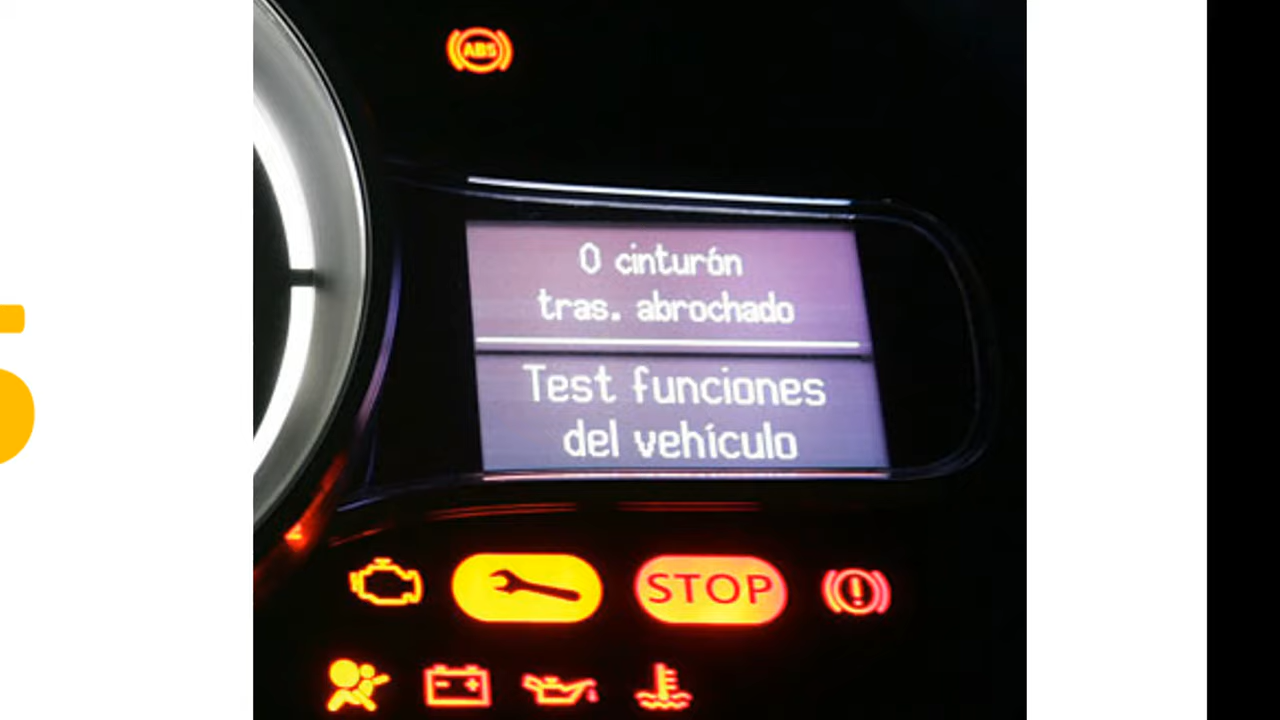 ABS
0 cinturón
tras. abrochado
Test funciones
del vehículo
STOP